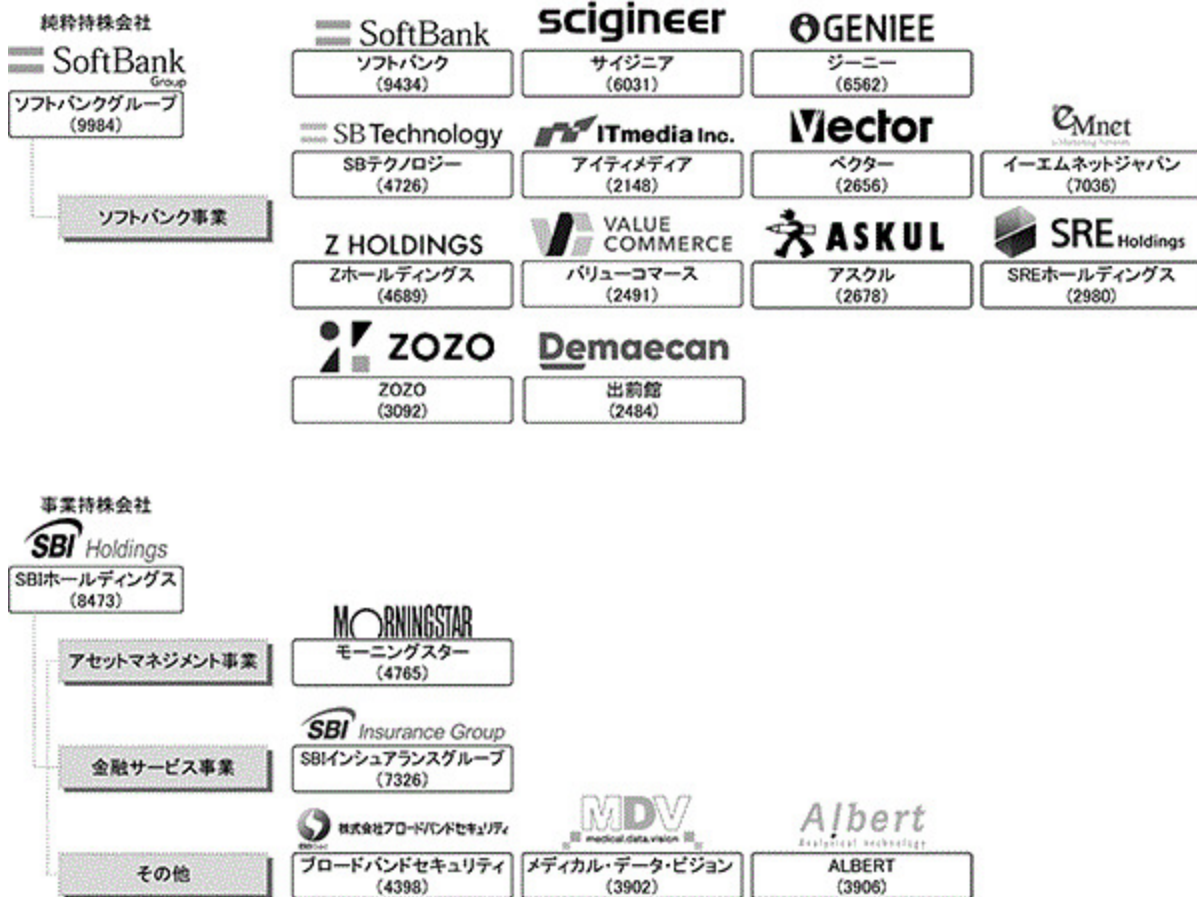 純粋持株会社
SoftBank
Group
ソフトバンクグループ
(9984)
ソフトバンク事業
SoftBank
ソフトバンク
(9434)
scigineer
サイジニア
(6031)
GENIEE
ジーニー
(6562)
SB Technology
SBテクノロジー
(4726)
ITmedia Inc.
アイティメディア
(2148)
Vector
ベクター
(2656)
eMnet
イーエムネットジャパン
(7036)
Z HOLDINGS
Zホールディングス
(4689)
VALUE
COMMERCE
バリューコマース
(2491)
ASKUL
アスクル
(2678)
SRE Holdings
SREホールディングス
(2980)
ZOZO
ZOZO
(3092)
Demaecan
出前館
(2484)
事業持株会社
SBI Holdings
SBIホールディングス
(8473)
アセットマネジメント事業
MORNINGSTAR
モーニングスター
(4765)
金融サービス事業
SBI Insurance Group
SBIインシュアランスグループ
(7326)
その他
株式会社ブロードバンドセキュリティ
ブロードバンドセキュリティ
(4398)
MDV
medical.data.vision
メディカル・データ・ビジョン
(3902)
Albert
Analytical technology
ALBERT
(3906)